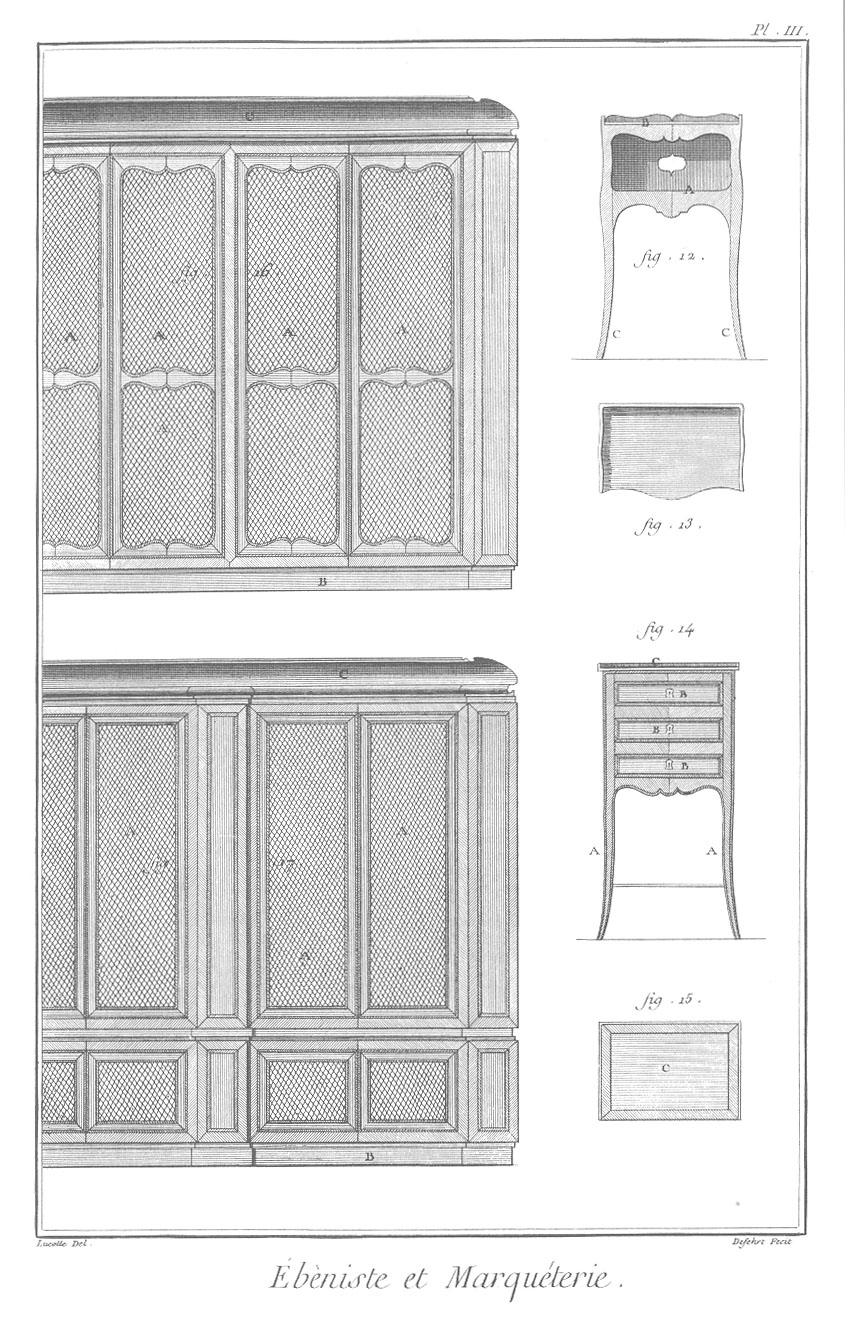 Pl . III.
C
fig . 16 .
A A A A
A
B
B
A
fig . 12 .
C C
fig . 13 .
C
A A
fig 17 .
A
B
fig . 14
C
B
B
B
A A
fig . 15 .
C
Lucotte Del .
Defehrt Fecit
Ébèniste et Marquéterie .